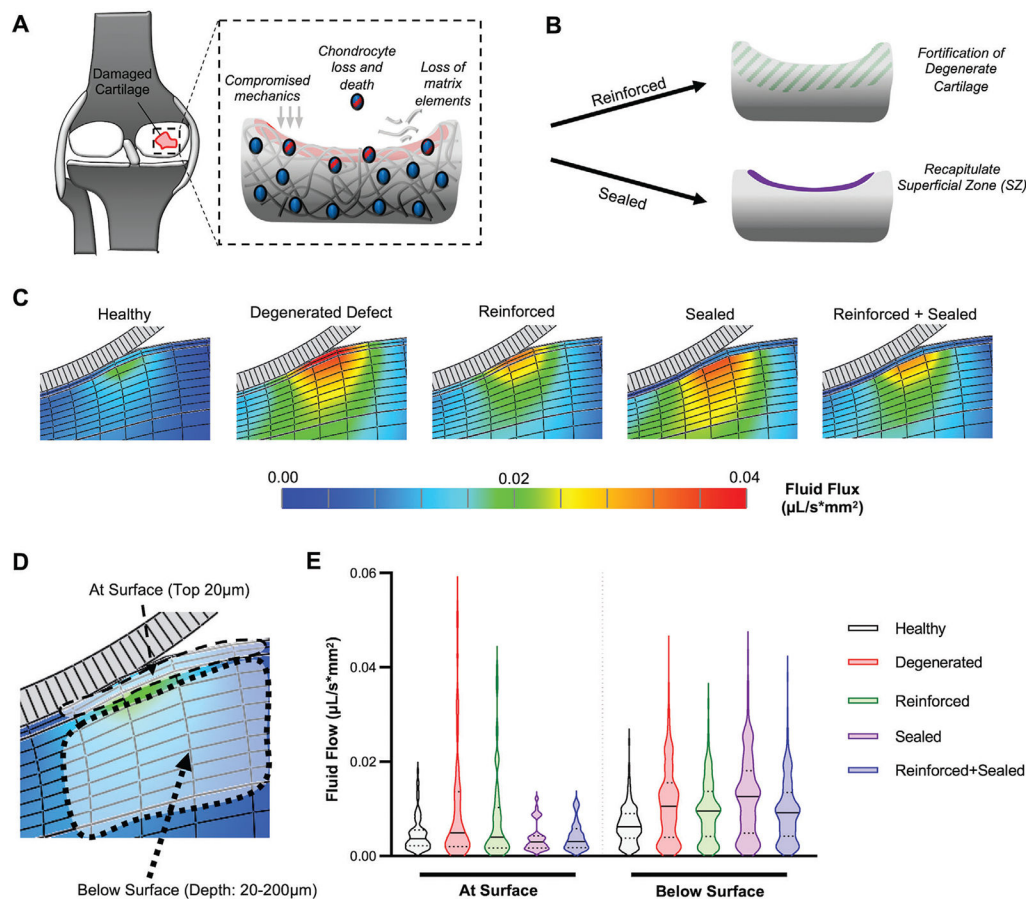 A
Damaged
Cartilage
Compromised
mechanics
Chondrocyte
loss and
death
Loss of
matrix
elements
B
Reinforced
Sealed
Fortification of
Degenerate
Cartilage
Recapitulate
Superficial Zone (SZ)
C
Healthy
Degenerated Defect
Reinforced
Sealed
Reinforced + Sealed
0.00
0.02
0.04
Fluid Flux
(µL/s*mm²)
D
At Surface (Top 20µm)
Below Surface (Depth: 20-200µm)
E
Fluid Flow (µL/s*mm²)
0.06
0.04
0.02
0.00
At Surface
Below Surface
Healthy
Degenerated
Reinforced
Sealed
Reinforced+Sealed